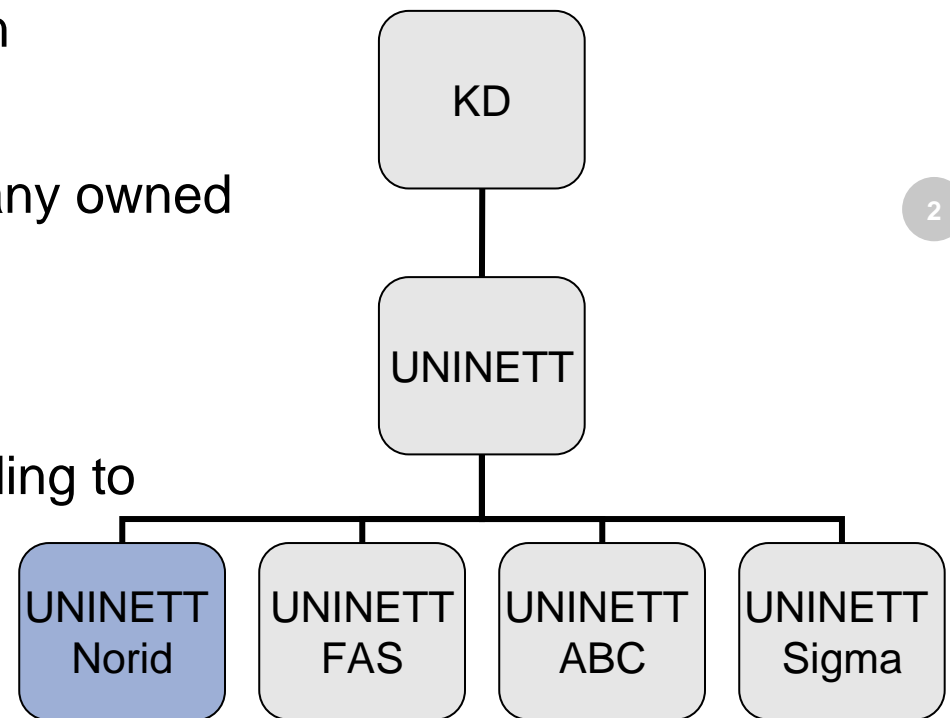 KD
any owned
2
UNINETT
ling to
UNINETT
Norid
UNINETT
FAS
UNINETT
ABC
UNINETT
Sigma